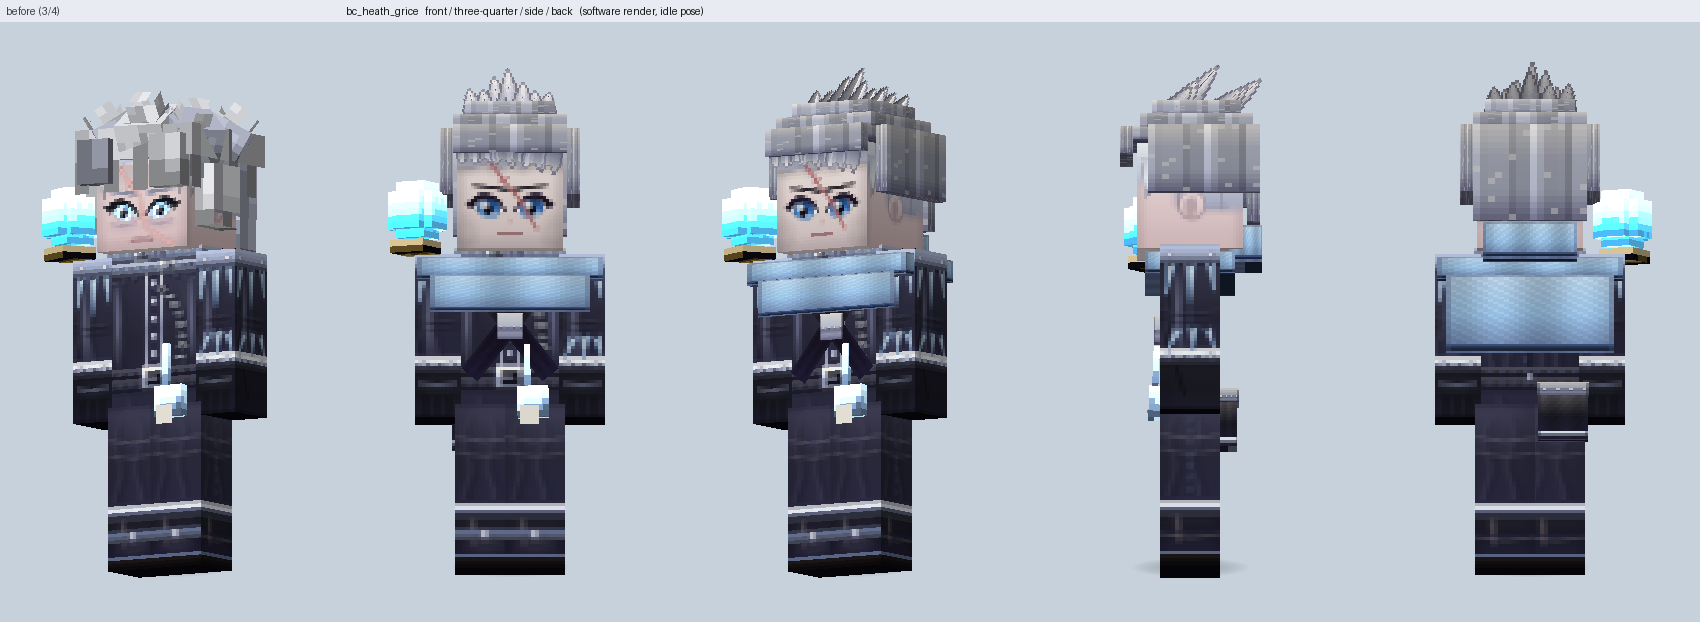 before (3/4)
bc_heath_grice front / three-quarter / side / back (software render, idle pose)